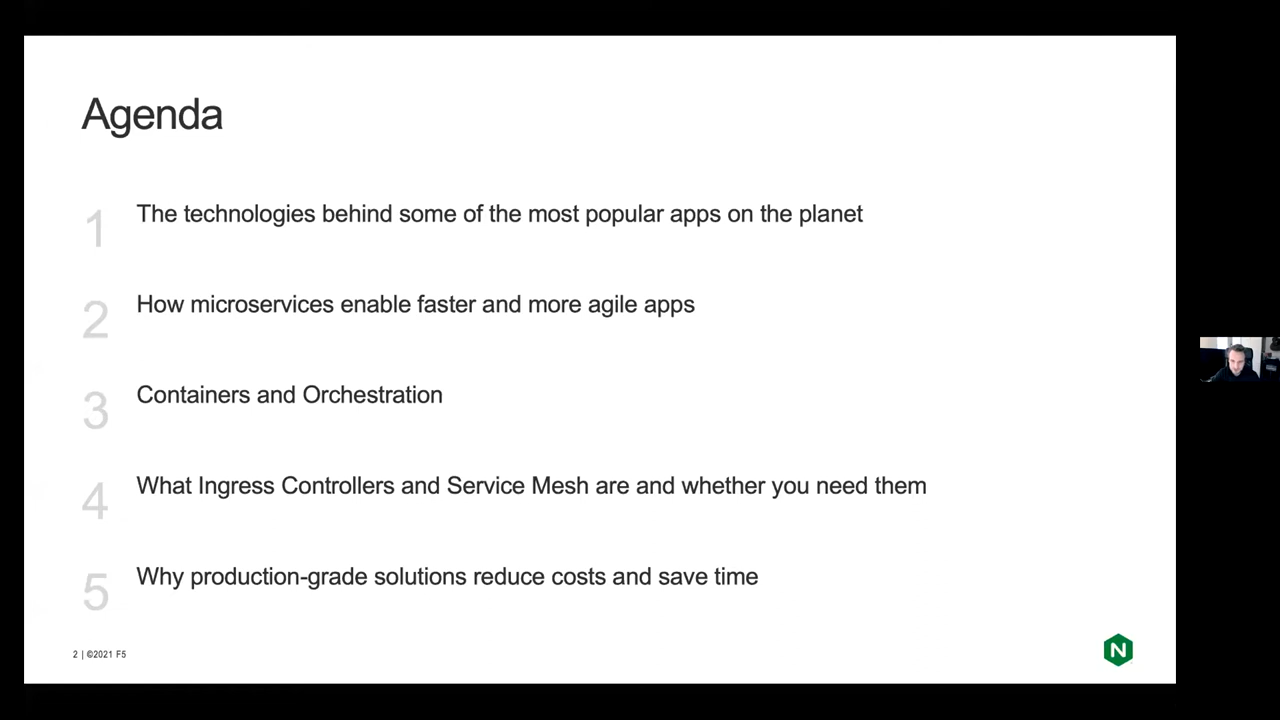 Agenda
1 The technologies behind some of the most popular apps on the planet
2 How microservices enable faster and more agile apps
3 Containers and Orchestration
4 What Ingress Controllers and Service Mesh are and whether you need them
5 Why production-grade solutions reduce costs and save time
2 | ©2021 F5
N